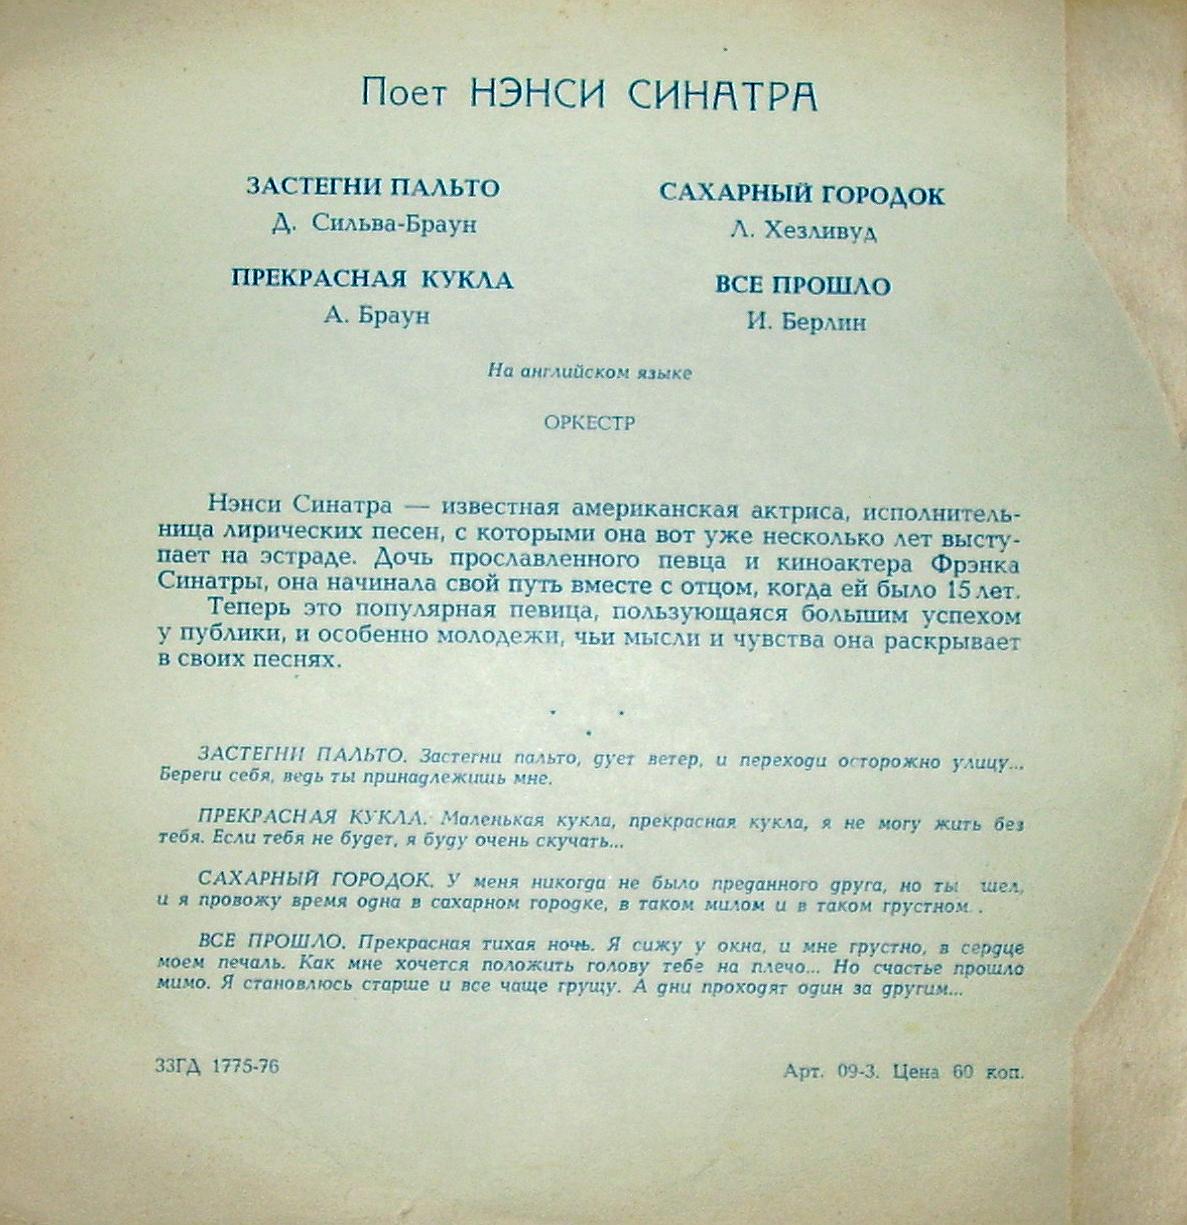 Поет НЭНСИ СИНАТРА
ЗАСТЕГНИ ПАЛЬТО
Д. Сильва-Браун
ПРЕКРАСНАЯ КУКЛА
А. Браун
САХАРНЫЙ ГОРОДОК
Л. Хезливуд
ВСЕ ПРОШЛО
И. Берлин
На английском языке
ОРКЕСТР
Нэнси Синатра — известная американская актриса, исполнитель-
ница лирических песен, с которыми она вот уже несколько лет высту-
пает на эстраде. Дочь прославленного певца и киноактера Фрэнка
Синатры, она начинала свой путь вместе с отцом, когда ей было 15 лет.
Теперь это популярная певица, пользующаяся большим успехом
у публики, и особенно молодежи, чьи мысли и чувства она раскрывает
в своих песнях.
ЗАСТЕГНИ ПАЛЬТО. Застегни пальто, дует ветер, и переходи осторожно улицу...
Береги себя, ведь ты принадлежишь мне.
ПРЕКРАСНАЯ КУКЛА. Маленькая кукла, прекрасная кукла, я не могу жить без
тебя. Если тебя не будет, я буду очень скучать...
САХАРНЫЙ ГОРОДОК. У меня никогда не было преданного друга, но ты шел,
и я провожу время одна в сахарном городке, в таком милом и в таком грустном..
ВСЕ ПРОШЛО. Прекрасная тихая ночь. Я сижу у окна, и мне грустно, в сердце
моем печаль. Как мне хочется положить голову тебе на плечо... Но счастье прошло
мимо. Я становлюсь старше и все чаще грущу. А дни проходят один за другим...
33ГД 1775-76
Арт. 09-3. Цена 60 коп.